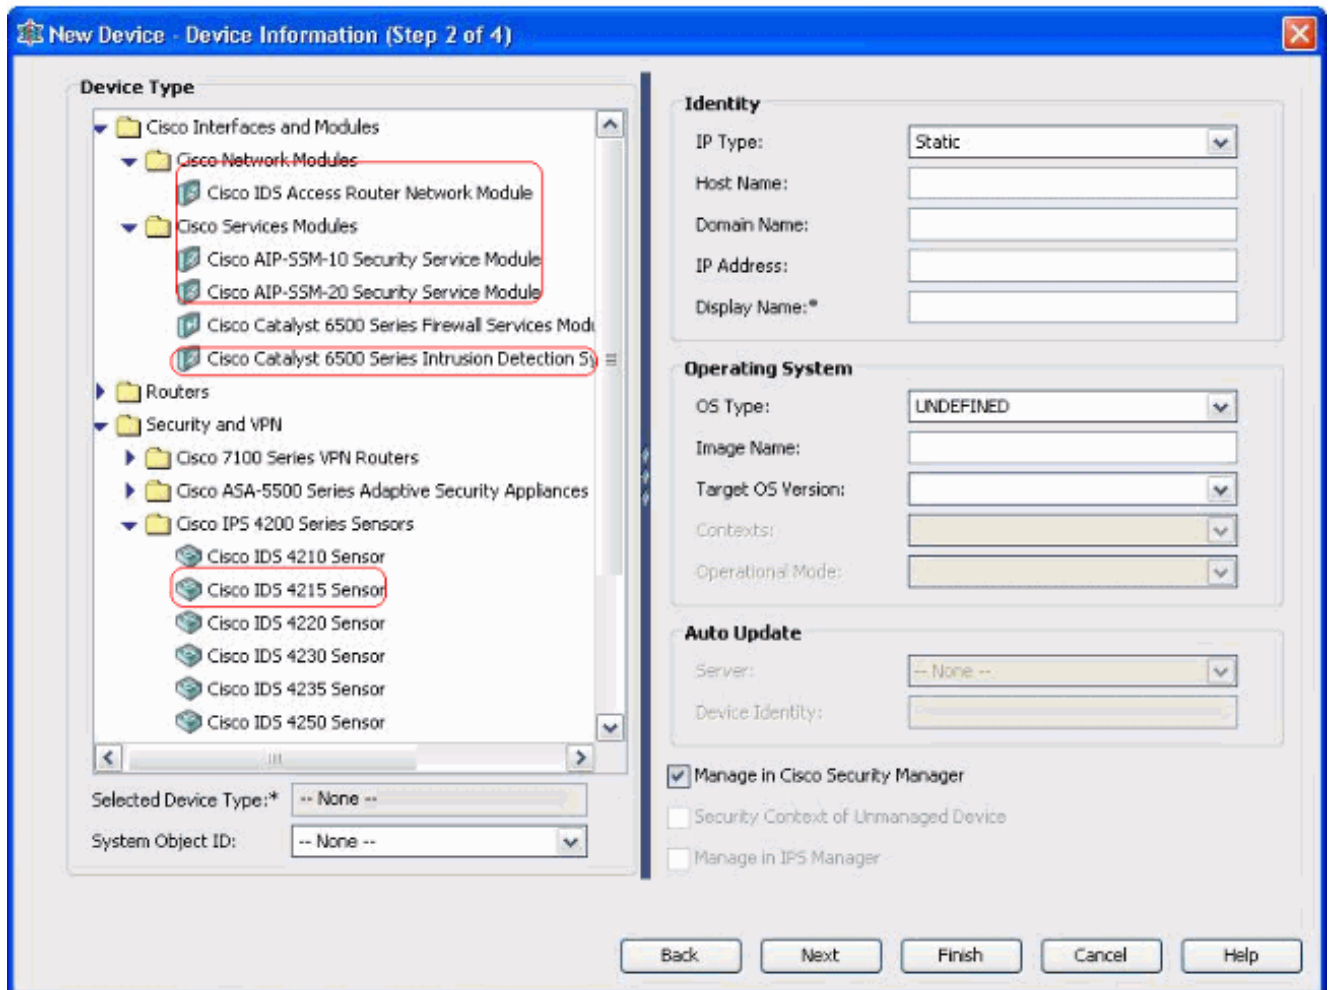 New Device - Device Information (Step 2 of 4)
Device Type
Cisco Interfaces and Modules
Cisco Network Modules
Cisco IDS Access Router Network Module
Cisco Services Modules
Cisco AIP-SSM-10 Security Service Module
Cisco AIP-SSM-20 Security Service Module
Cisco Catalyst 6500 Series Firewall Services Modu
Cisco Catalyst 6500 Series Intrusion Detection Sy
Routers
Security and VPN
Cisco 7100 Series VPN Routers
Cisco ASA-5500 Series Adaptive Security Appliances
Cisco IPS 4200 Series Sensors
Cisco IDS 4210 Sensor
Cisco IDS 4215 Sensor
Cisco IDS 4220 Sensor
Cisco IDS 4230 Sensor
Cisco IDS 4235 Sensor
Cisco IDS 4250 Sensor
Selected Device Type:* -- None --
System Object ID: -- None --
Identity
IP Type: Static
Host Name:
Domain Name:
IP Address:
Display Name:*
Operating System
OS Type: UNDEFINED
Image Name:
Target OS Version:
Contexts:
Operational Mode:
Auto Update
Server: -- None --
Device Identity:
Manage in Cisco Security Manager
Security Context of Unmanaged Device
Manage in IPS Manager
Back Next Finish Cancel Help